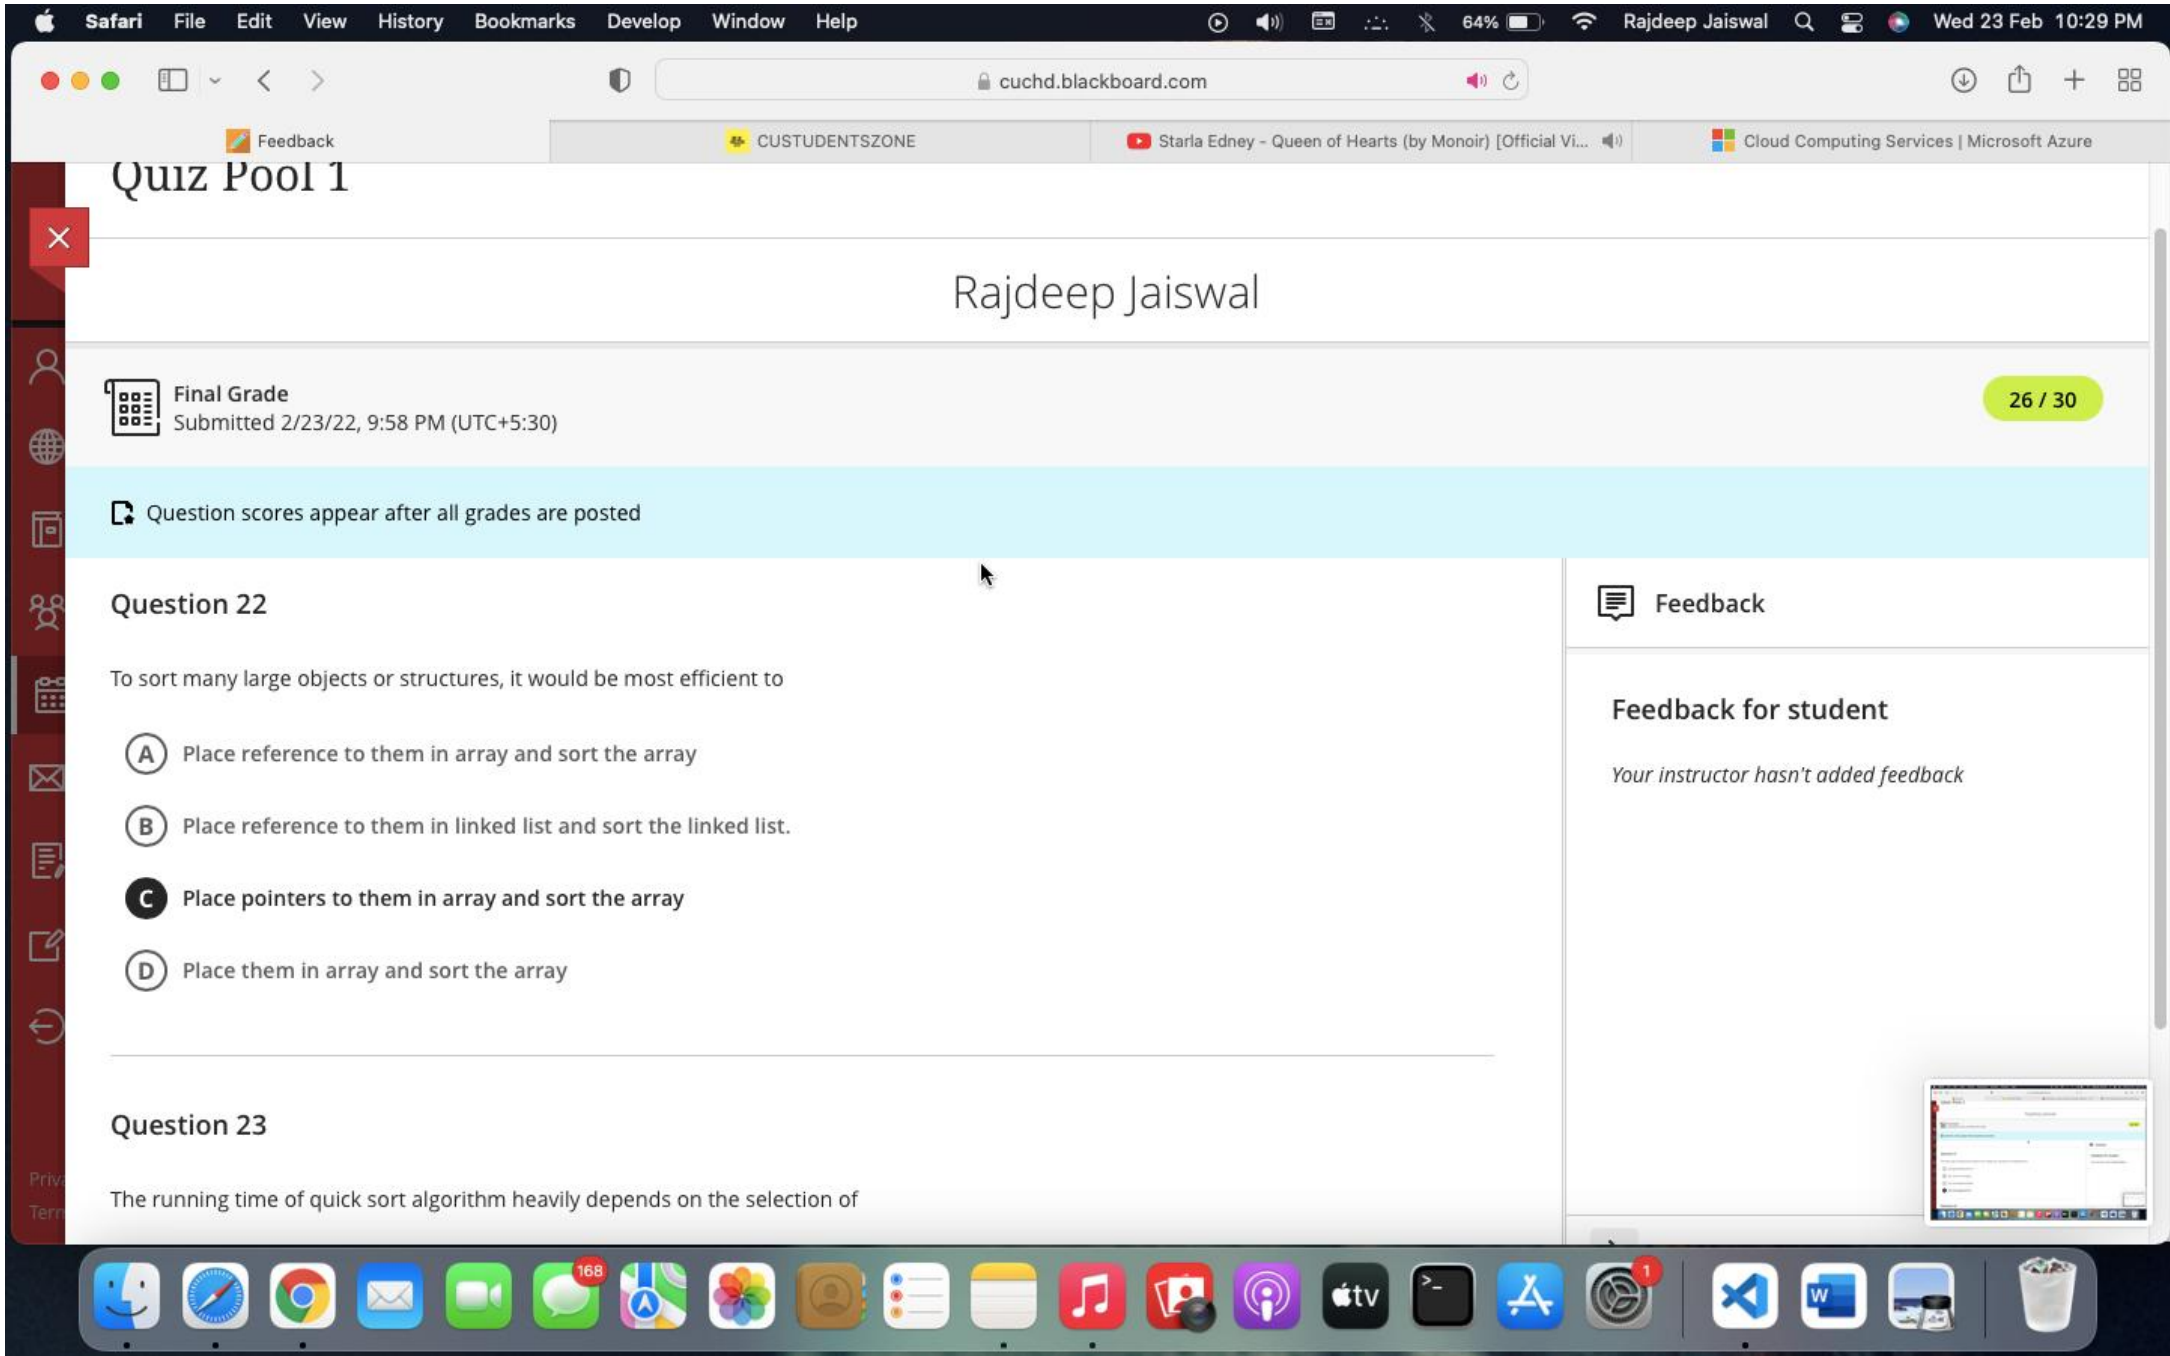 Safari File Edit View History Bookmarks Develop Window Help 64% Rajdeep Jaiswal Wed 23 Feb 10:29 PM
cuchd.blackboard.com
Feedback CUSTUDENTSZONE Starla Edney - Queen of Hearts (by Monoir) [Official Vi... Cloud Computing Services | Microsoft Azure
Quiz Pool 1
Rajdeep Jaiswal
Final Grade
Submitted 2/23/22, 9:58 PM (UTC+5:30)
26 / 30
Question scores appear after all grades are posted
Question 22
To sort many large objects or structures, it would be most efficient to
A Place reference to them in array and sort the array
B Place reference to them in linked list and sort the linked list.
C Place pointers to them in array and sort the array
D Place them in array and sort the array
Question 23
The running time of quick sort algorithm heavily depends on the selection of
Feedback
Feedback for student
Your instructor hasn't added feedback
Priva
Term
168
tv
>_
1
W